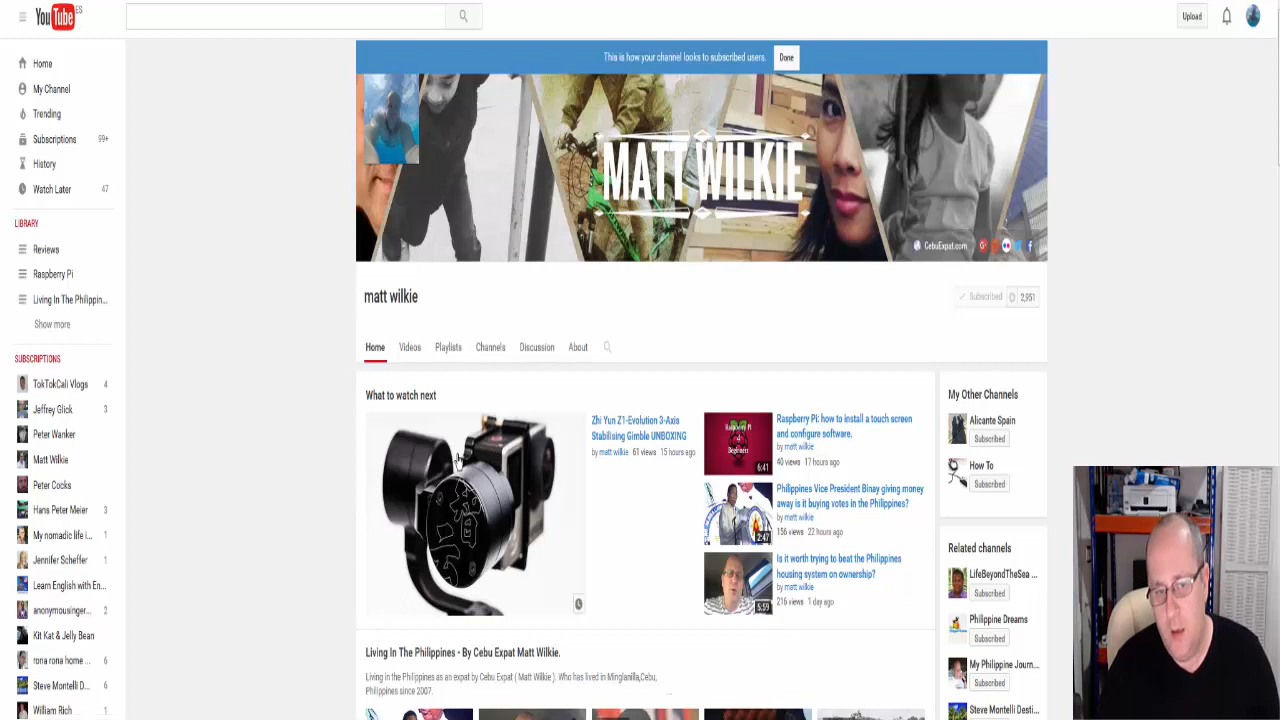 YouTube ES
Upload
Home
My Channel
Trending
Subscriptions 99+
History
Watch Later 47
LIBRARY
Reviews
Raspberry Pi
Living In The Philippin...
Show more
SUBSCRIPTIONS
TokTokCali Vlogs 4
Jeffrey Glick 3
Peter Wanker
Matt Wilkie
Peter Cocks
Hans Peter Meier 3
My nomadic life i... 1
Jennifer Scheffer 1
Learn English with En...
anonymousinger... 2
Kit Kat & Jelly Bean
rona rona home ... 6
Steve Montelli D... 6
William Rich 1
This is how your channel looks to subscribed users. Done
MATT WILKIE
CebuExpat.com
matt wilkie
Subscribed 2,951
Home Videos Playlists Channels Discussion About
What to watch next
Zhi Yun Z1-Evolution 3-Axis
Stabilising Gimble UNBOXING
by matt wilkie 61 views 15 hours ago
Raspberry Pi
Beginners
6:41
Raspberry Pi: how to install a touch screen
and configure software.
by matt wilkie
40 views 17 hours ago
2:47
Philippines Vice President Binay giving money
away is it buying votes in the Philippines?
by matt wilkie
156 views 22 hours ago
5:59
Is it worth trying to beat the Philippines
housing system on ownership?
by matt wilkie
216 views 1 day ago
Living In The Philippines - By Cebu Expat Matt Wilkie.
Living in the Philippines as an expat by Cebu Expat ( Matt Wilkie ). Who has lived in Minglanilla,Cebu,
Philippines since 2007.
...
My Other Channels
Alicante Spain
Subscribed
How To
Subscribed
Related channels
LifeBeyondTheSea ...
Subscribed
Philippine Dreams
Subscribed
My Philippine Journ...
Subscribed
Steve Montelli Desti...